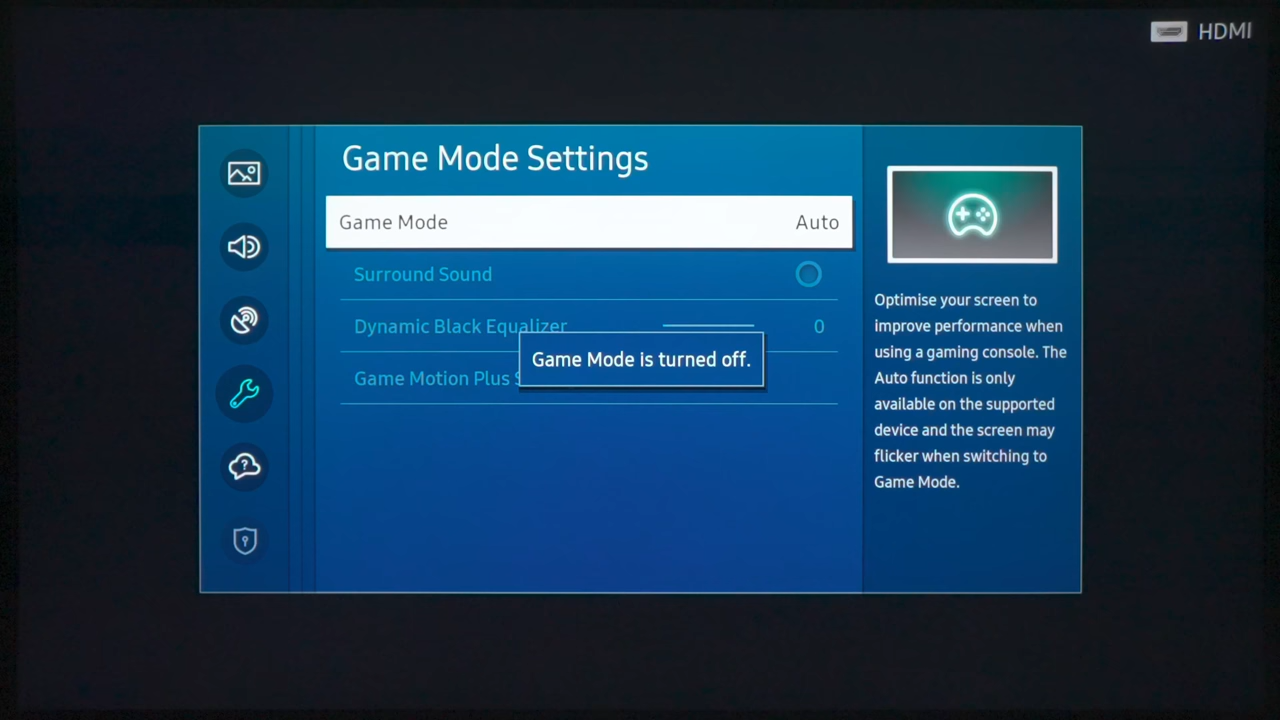 HDMI
Game Mode Settings
Game Mode Auto
Surround Sound
Dynamic Black Equalizer 0
Game Mode is turned off.
Game Motion Plus
Optimise your screen to
improve performance when
using a gaming console. The
Auto function is only
available on the supported
device and the screen may
flicker when switching to
Game Mode.